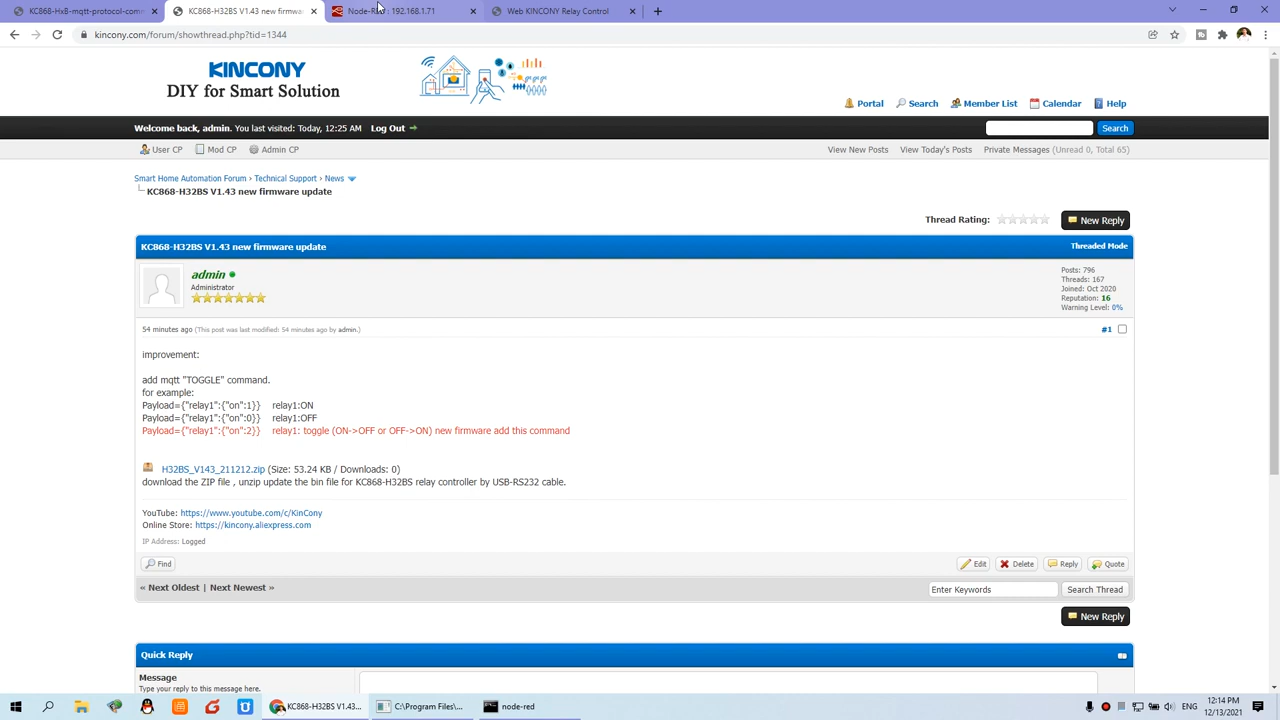 KC868-HxB-mqtt-protocol-commun
KC868-H32BS V1.43 new firmwar
Node-RED : 192.168.1.71
Web KINCONY Relay Control
kincony.com/forum/showthread.php?tid=1344
KINCONY
DIY for Smart Solution
Portal
Search
Member List
Calendar
Help
Welcome back, admin. You last visited: Today, 12:25 AM Log Out
Search
User CP
Mod CP
Admin CP
View New Posts
View Today's Posts
Private Messages (Unread 0, Total 65)
Smart Home Automation Forum › Technical Support › News
KC868-H32BS V1.43 new firmware update
Thread Rating:
New Reply
KC868-H32BS V1.43 new firmware update
Threaded Mode
admin
Administrator
Posts: 796
Threads: 167
Joined: Oct 2020
Reputation: 16
Warning Level: 0%
54 minutes ago (This post was last modified: 54 minutes ago by admin.)
#1
improvement:
add mqtt "TOGGLE" command.
for example:
Payload={"relay1":{"on":1}} relay1:ON
Payload={"relay1":{"on":0}} relay1:OFF
Payload={"relay1":{"on":2}} relay1: toggle (ON->OFF or OFF->ON) new firmware add this command
H32BS_V143_211212.zip (Size: 53.24 KB / Downloads: 0)
download the ZIP file , unzip update the bin file for KC868-H32BS relay controller by USB-RS232 cable.
YouTube: https://www.youtube.com/c/KinCony
Online Store: https://kincony.aliexpress.com
IP Address: Logged
Find
Edit
Delete
Reply
Quote
« Next Oldest | Next Newest »
Enter Keywords
Search Thread
New Reply
Quick Reply
Message
Type your reply to this message here.
KC868-H32BS V1.43...
C:\Program Files\...
node-red
ENG
12:14 PM
12/13/2021